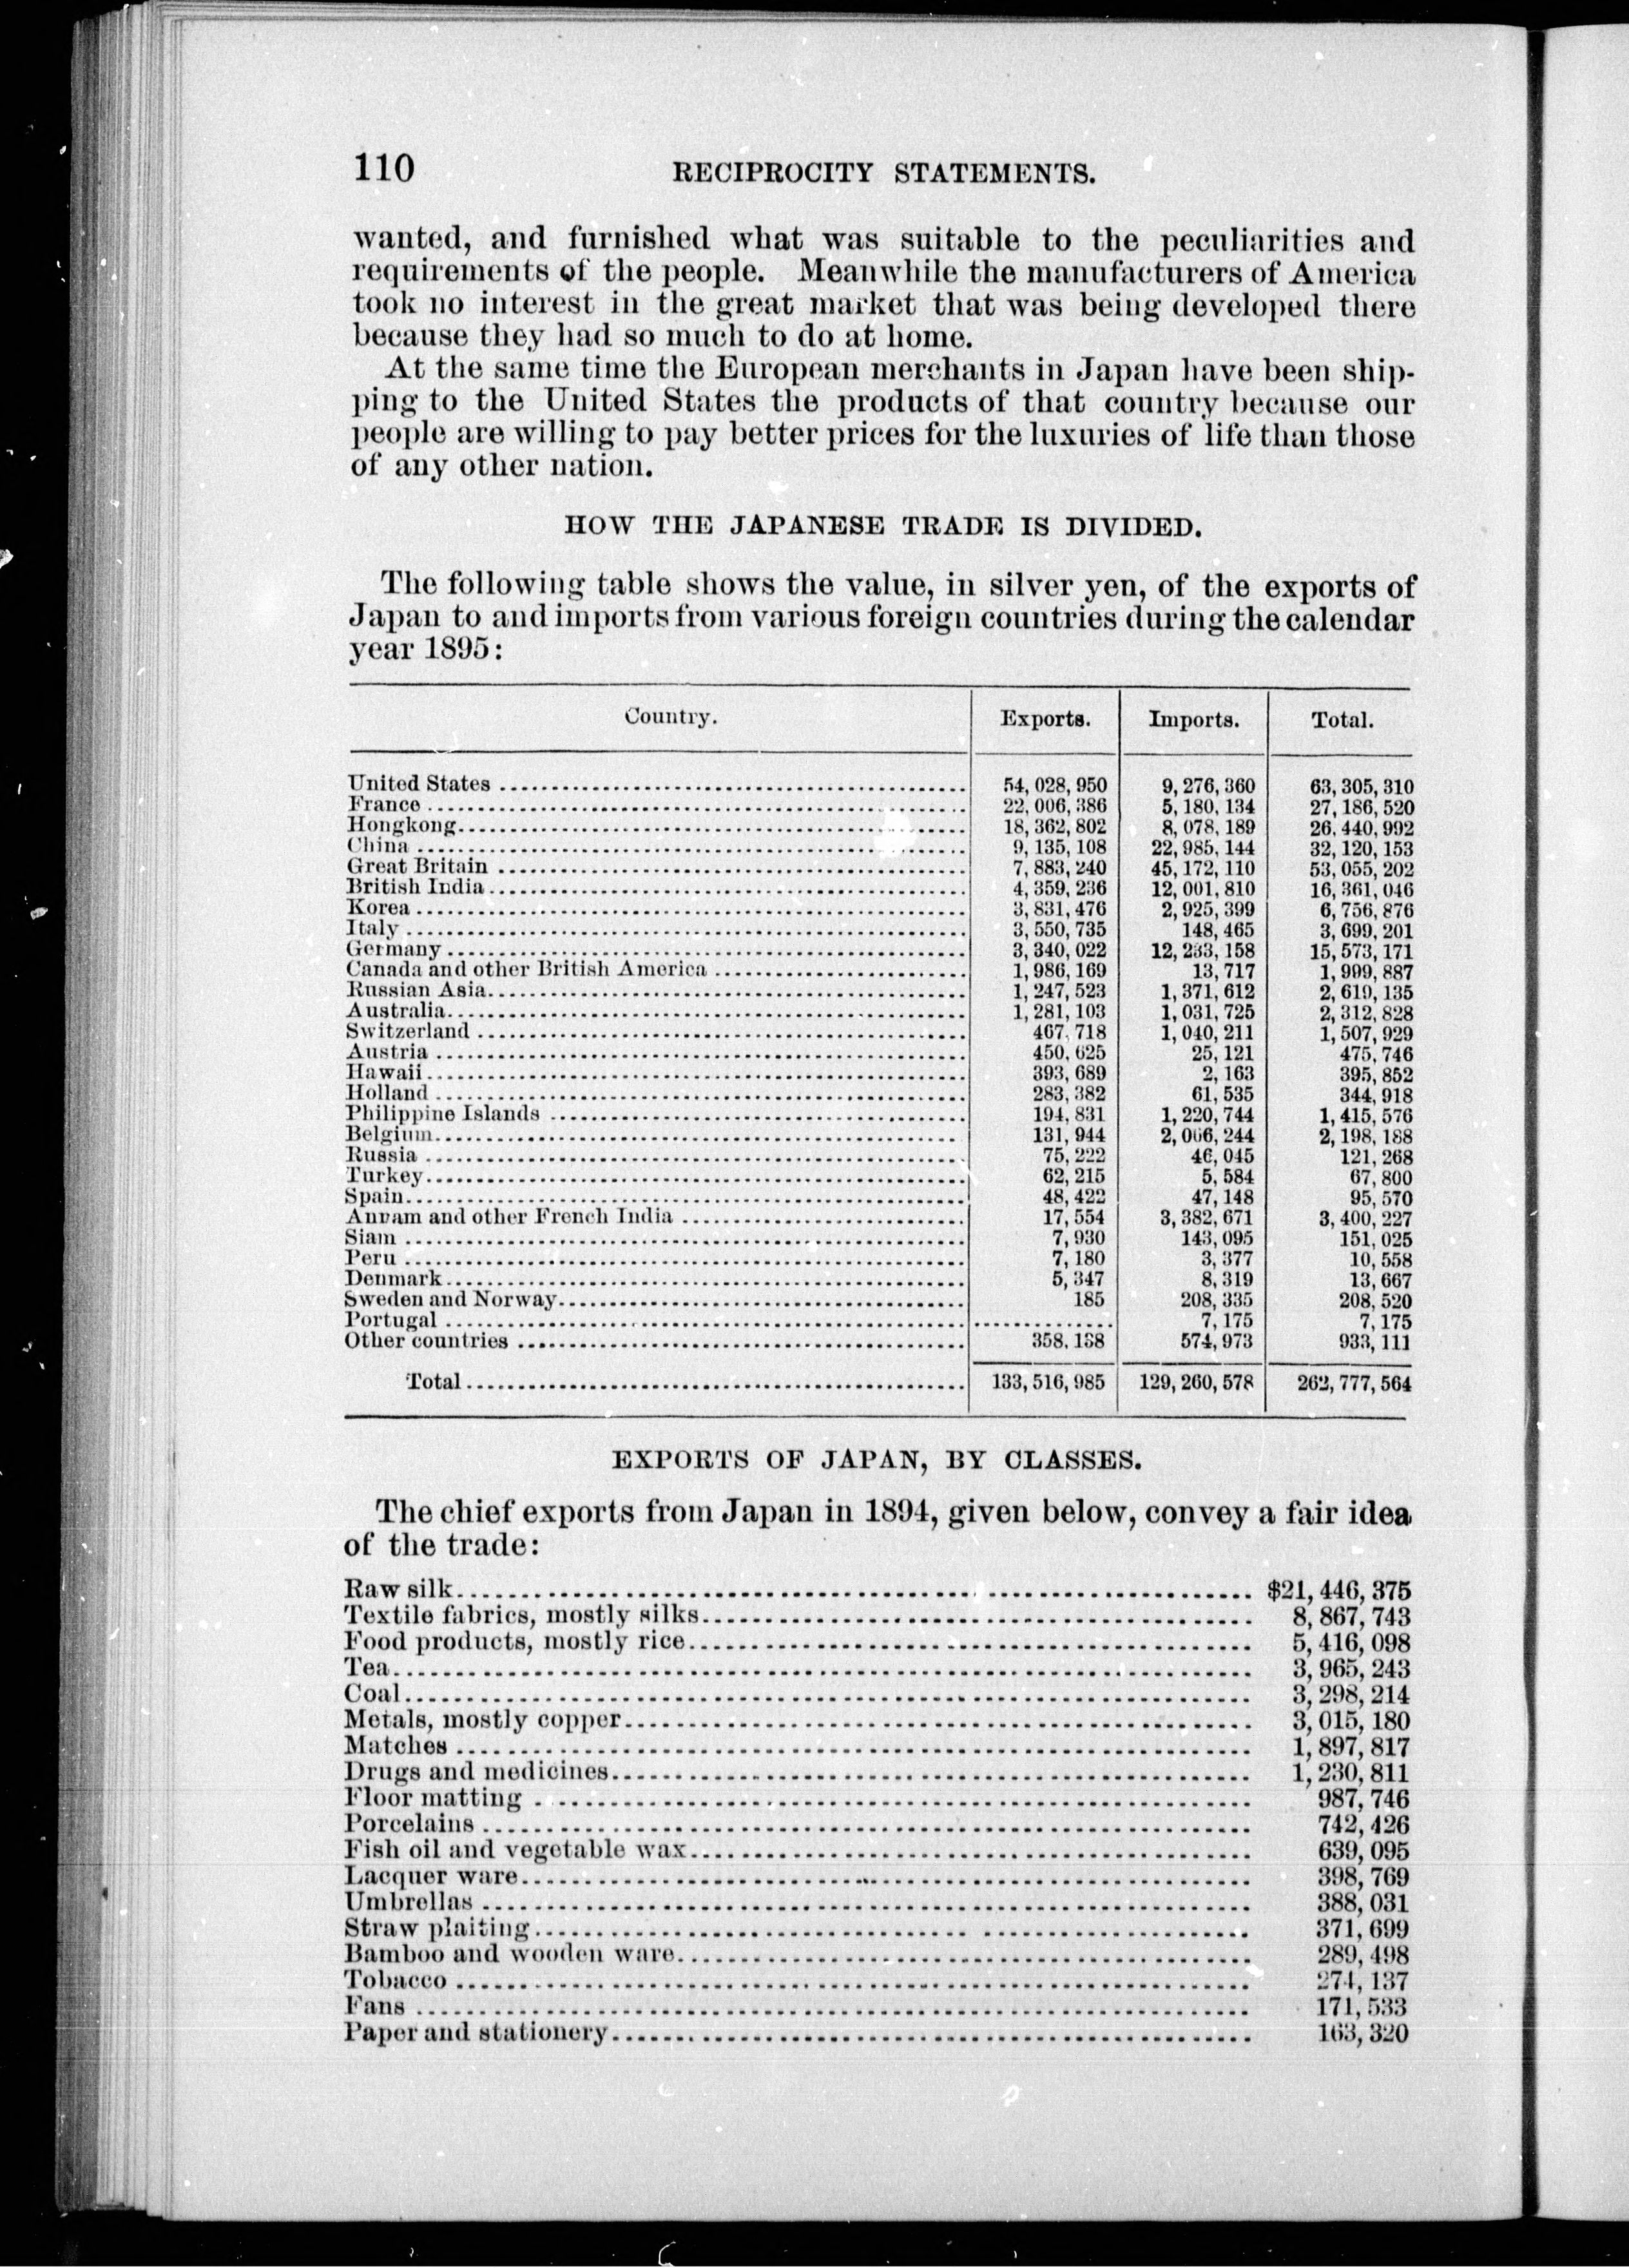 110 RECIPROCITY STATEMENTS.
wanted, and furnished what was suitable to the peculiarities and
requirements of the people. Meanwhile the manufacturers of America
took no interest in the great market that was being developed there
because they had so much to do at home.
At the same time the European merchants in Japan have been ship-
ping to the United States the products of that country because our
people are willing to pay better prices for the luxuries of life than those
of any other nation.
HOW THE JAPANESE TRADE IS DIVIDED.
The following table shows the value, in silver yen, of the exports of
Japan to and imports from various foreign countries during the calendar
year 1895:
Country. Exports. Imports. Total.
United States 54,028,950 9,276,360 63,305,310
France 22,006,386 5,180,134 27,186,520
Hongkong 18,362,802 8,078,189 26,440,992
China 9,135,108 22,985,144 32,120,153
Great Britain 7,883,240 45,172,110 53,055,202
British India 4,359,236 12,001,810 16,361,046
Korea 3,831,476 2,925,399 6,756,876
Italy 3,550,735 148,465 3,699,201
Germany 3,340,022 12,233,158 15,573,171
Canada and other British America 1,986,169 13,717 1,999,887
Russian Asia 1,247,523 1,371,612 2,619,135
Australia 1,281,103 1,031,725 2,312,828
Switzerland 467,718 1,040,211 1,507,929
Austria 450,625 25,121 475,746
Hawaii 393,689 2,163 395,852
Holland 283,382 61,535 344,918
Philippine Islands 194,831 1,220,744 1,415,576
Belgium 131,944 2,066,244 2,198,188
Russia 75,222 46,045 121,268
Turkey 62,215 5,584 67,800
Spain 48,422 47,148 95,570
Annam and other French India 17,554 3,382,671 3,400,227
Siam 7,930 143,095 151,025
Peru 7,180 3,377 10,558
Denmark 5,347 8,319 13,667
Sweden and Norway 185 208,335 208,520
Portugal 7,175 7,175
Other countries 358,138 574,973 933,111
Total 133,516,985 129,260,578 262,777,564
EXPORTS OF JAPAN, BY CLASSES.
The chief exports from Japan in 1894, given below, convey a fair idea
of the trade:
Raw silk $21,446,375
Textile fabrics, mostly silks 8,867,743
Food products, mostly rice 5,416,098
Tea 3,965,243
Coal 3,298,214
Metals, mostly copper 3,015,180
Matches 1,897,817
Drugs and medicines 1,230,811
Floor matting 987,746
Porcelains 742,426
Fish oil and vegetable wax 639,095
Lacquer ware 398,769
Umbrellas 388,031
Straw plaiting 371,699
Bamboo and wooden ware 289,498
Tobacco 274,137
Fans 171,533
Paper and stationery 163,320